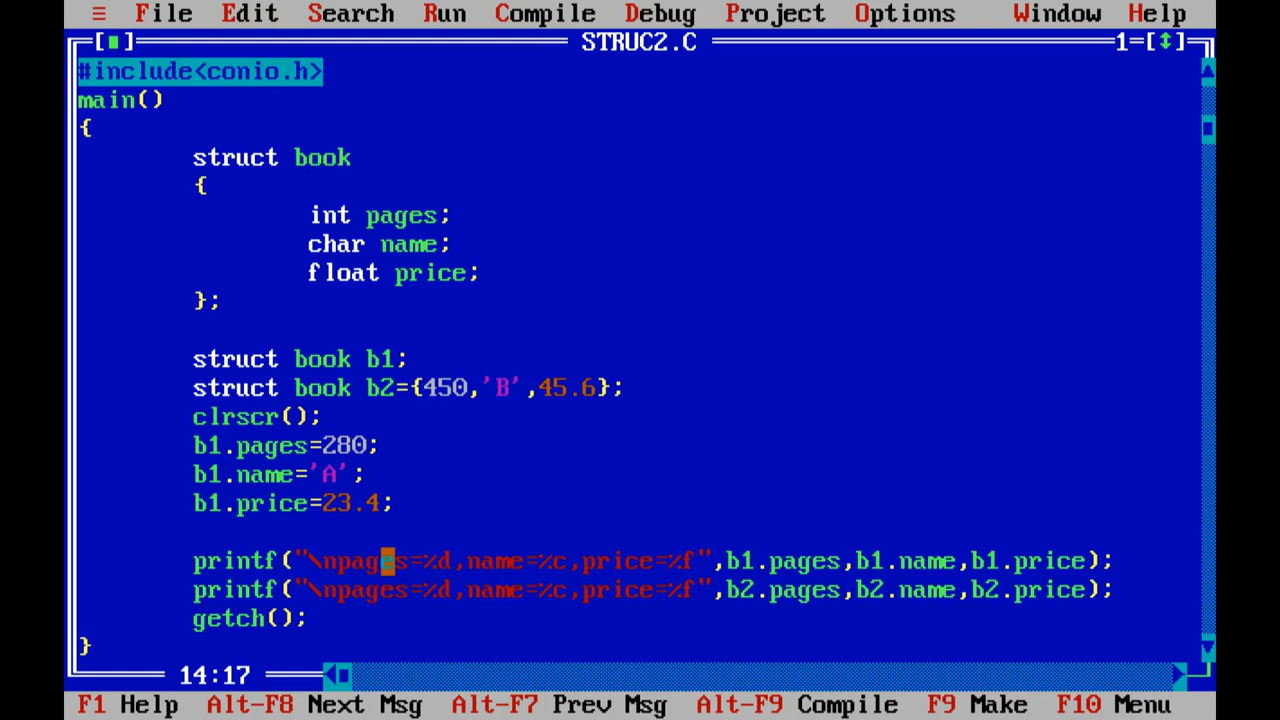 ≡ File Edit Search Run Compile Debug Project Options Window Help
[■] STRUC2.C 1=[↕]
#include<conio.h>
main()
{
struct book
{
int pages;
char name;
float price;
};
struct book b1;
struct book b2={450,'B',45.6};
clrscr();
b1.pages=280;
b1.name='A';
b1.price=23.4;
printf("\npages=%d,name=%c,price=%f",b1.pages,b1.name,b1.price);
printf("\npages=%d,name=%c,price=%f",b2.pages,b2.name,b2.price);
getch();
}
14:17
F1 Help Alt-F8 Next Msg Alt-F7 Prev Msg Alt-F9 Compile F9 Make F10 Menu